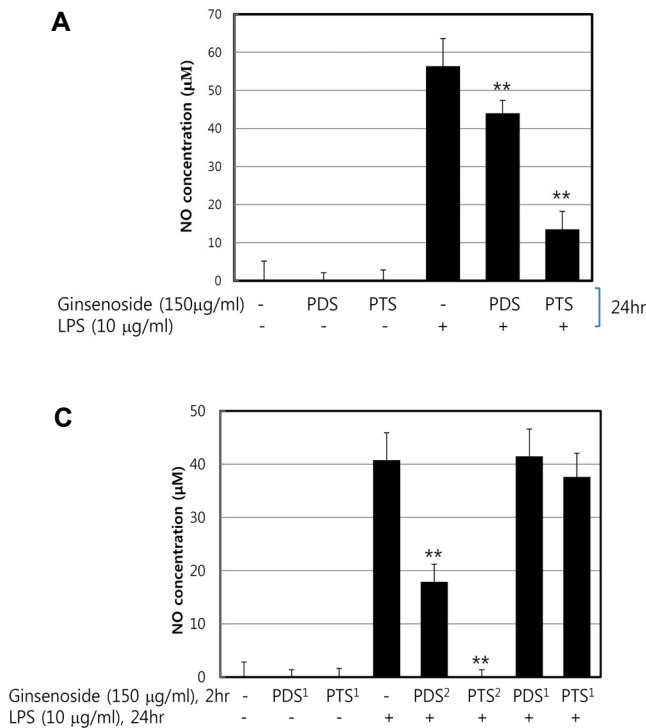 A
NO concentration (µM)
70
60
50
40
30
20
10
0
**
**
Ginsenoside (150µg/ml) - PDS PTS - PDS PTS
LPS (10 µg/ml) - - - + + +
24hr
C
NO concentration (µM)
50
40
30
20
10
0
**
**
Ginsenoside (150 µg/ml), 2hr - PDS¹ PTS¹ - PDS² PTS² PDS¹ PTS¹
LPS (10 µg/ml), 24hr - - - + + + + +